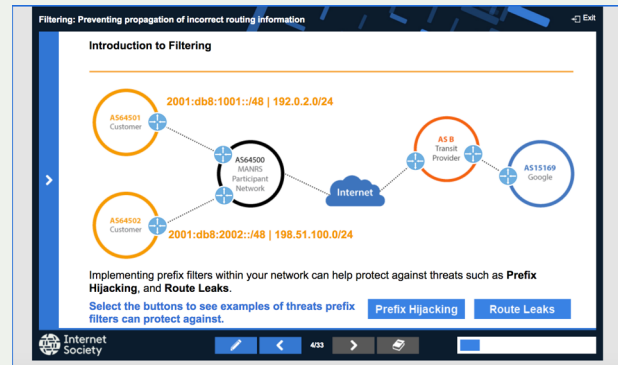 Filtering: Preventing propagation of incorrect routing information
Exit
Introduction to Filtering
2001:db8:1001::/48 | 192.0.2.0/24
AS64501
Customer
AS64500
MANRS
Participant
Network
AS B
Transit
Provider
AS15169
Google
Internet
AS64502
Customer
2001:db8:2002::/48 | 198.51.100.0/24
Implementing prefix filters within your network can help protect against threats such as Prefix
Hijacking, and Route Leaks.
Select the buttons to see examples of threats prefix
filters can protect against.
Prefix Hijacking
Route Leaks
Internet
Society
4/33